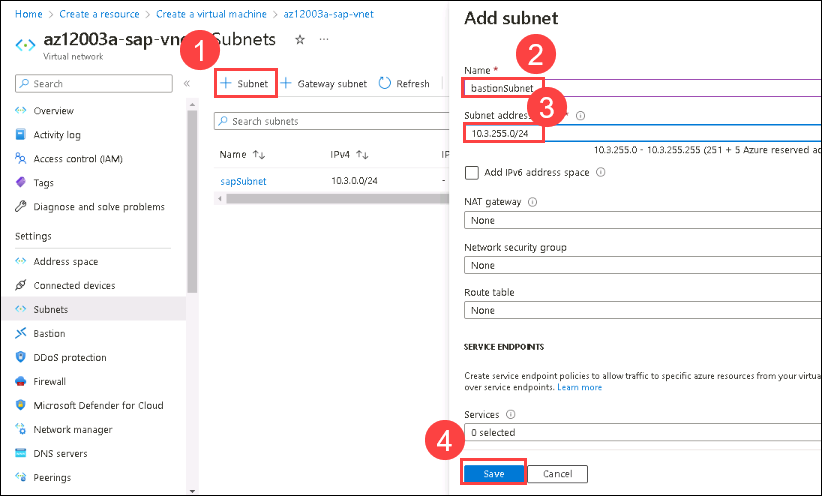 Home > Create a resource > Create a virtual machine > az12003a-sap-vnet
az12003a-sap-vnet Subnets
Virtual network
Search
Overview
Activity log
Access control (IAM)
Tags
Diagnose and solve problems
Settings
Address space
Connected devices
Subnets
Bastion
DDoS protection
Firewall
Microsoft Defender for Cloud
Network manager
DNS servers
Peerings
1
+ Subnet + Gateway subnet Refresh
Search subnets
Name IPv4
sapSubnet 10.3.0.0/24 -
Add subnet
2
Name *
bastionSubnet
3
Subnet address *
10.3.255.0/24
10.3.255.0 - 10.3.255.255 (251 + 5 Azure reserved
Add IPv6 address space
NAT gateway
None
Network security group
None
Route table
None
SERVICE ENDPOINTS
Create service endpoint policies to allow traffic to specific azure resources from your
over service endpoints. Learn more
Services
0 selected
4
Save Cancel